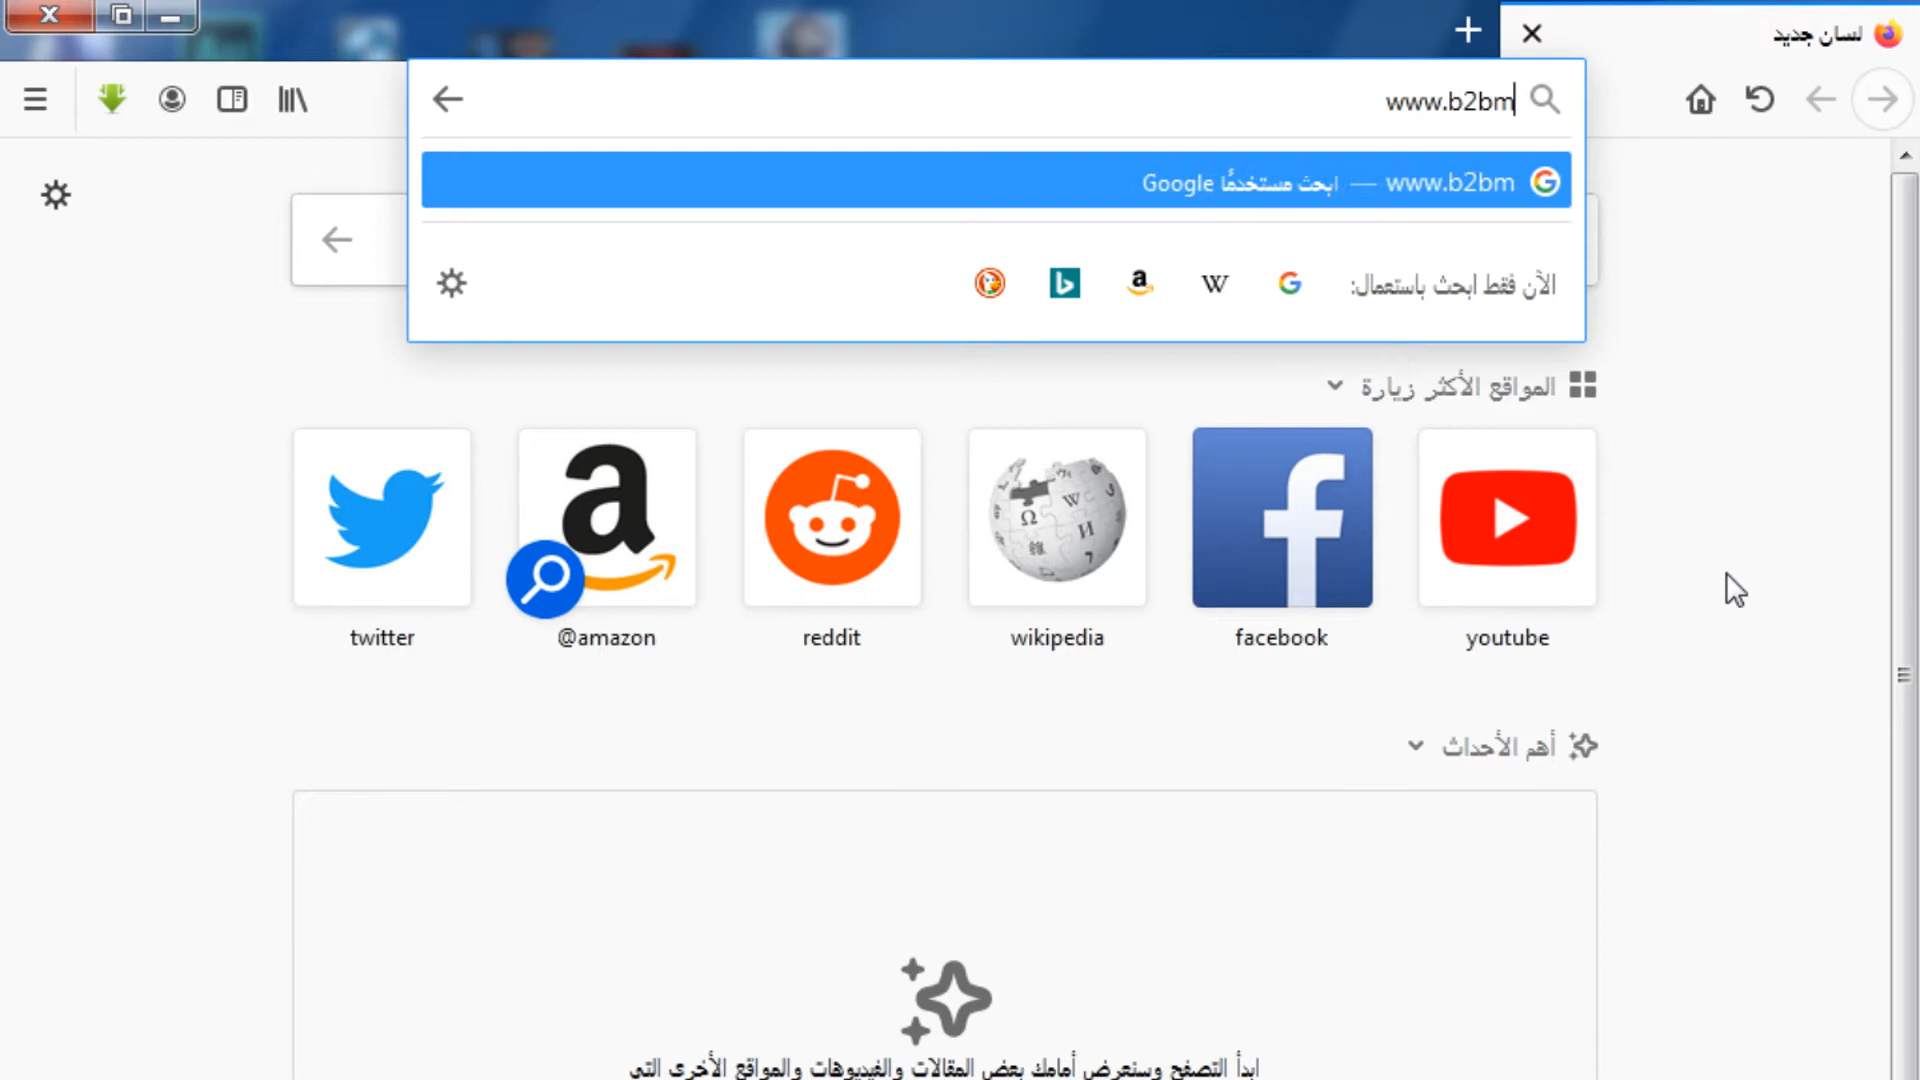 لسان جديد
www.b2bm
www.b2bm — ابحث مستخدمًا Google
الآن فقط ابحث باستعمال:
المواقع الأكثر زيارة
youtube
facebook
wikipedia
reddit
@amazon
twitter
أهم الأحداث
ابدأ التصفح وسنعرض أمامك بعض المقالات والفيديوهات والمواقع الأخرى التي